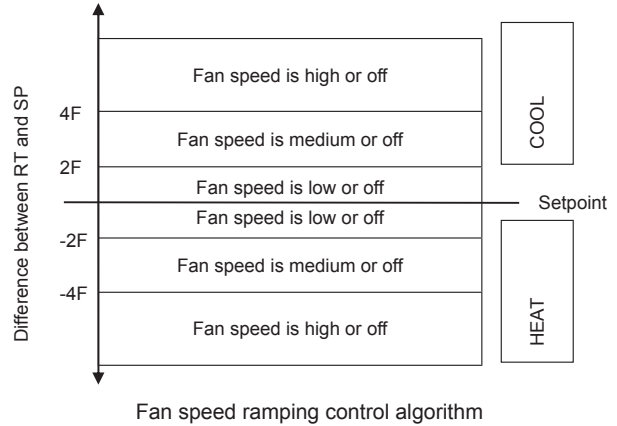 Difference between RT and SP
Fan speed is high or off
4F
Fan speed is medium or off
2F
Fan speed is low or off
Setpoint
Fan speed is low or off
-2F
Fan speed is medium or off
-4F
Fan speed is high or off
COOL
HEAT
Fan speed ramping control algorithm